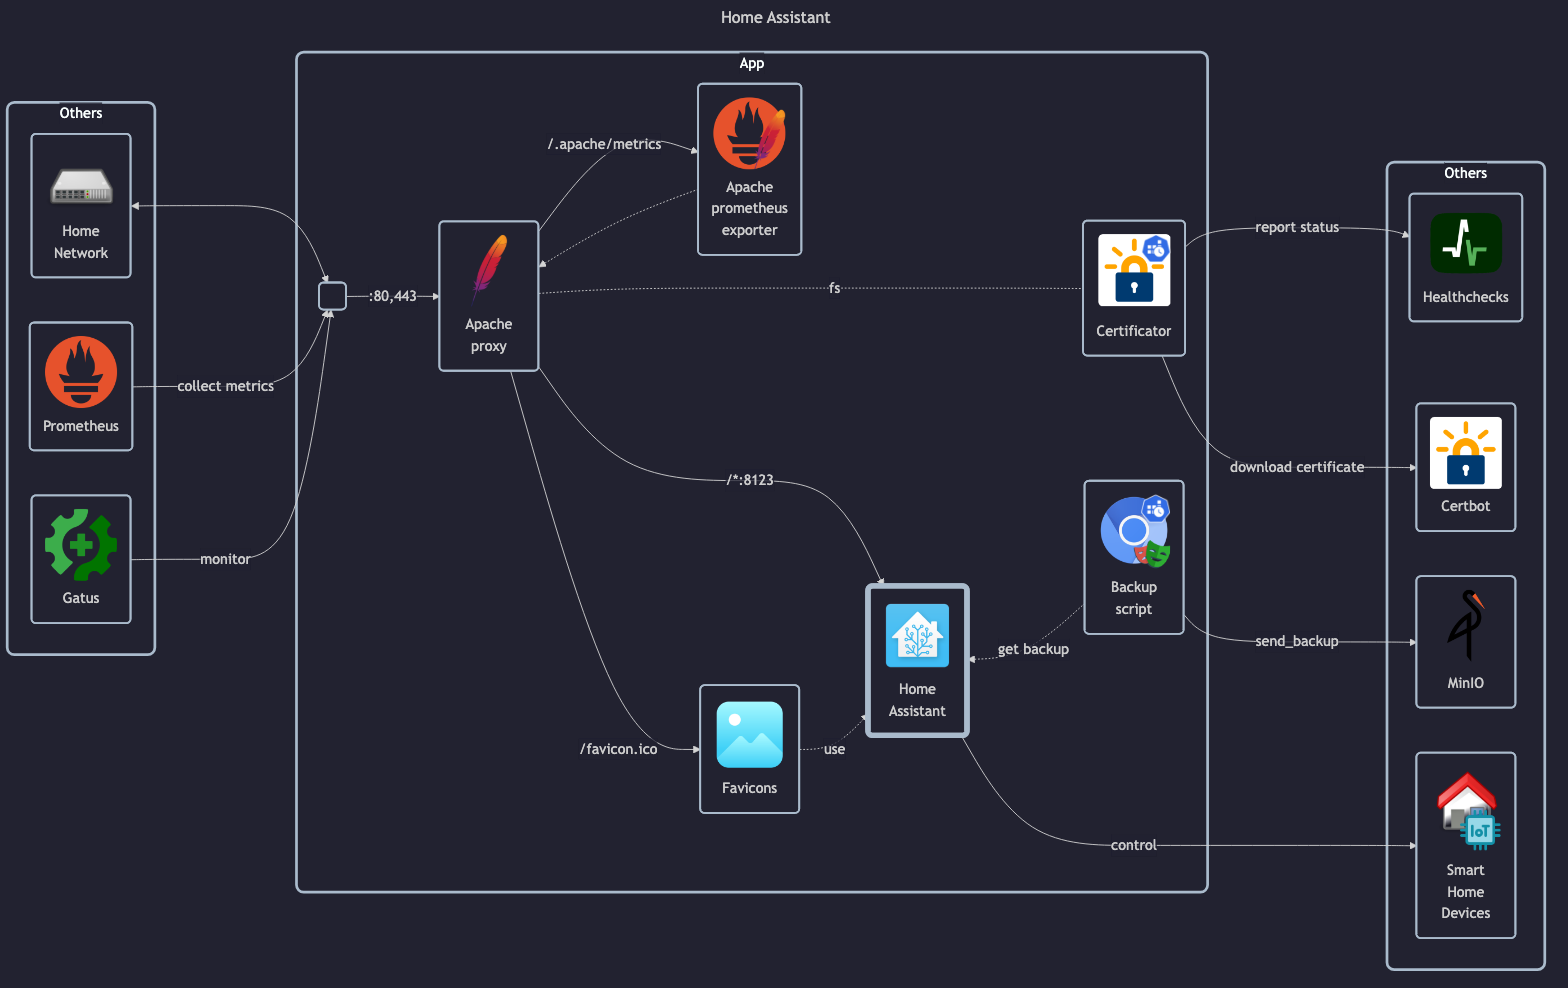 Home Assistant
Others
Home
Network
Prometheus
Gatus
collect metrics
monitor
App
:80,443
Apache
proxy
/.apache/metrics
Apache
prometheus
exporter
fs
/*:8123
/favicon.ico
Favicons
use
Home
Assistant
get backup
Certificator
Backup
script
report status
download certificate
send_backup
control
Others
Healthchecks
Certbot
MinIO
IoT
Smart
Home
Devices